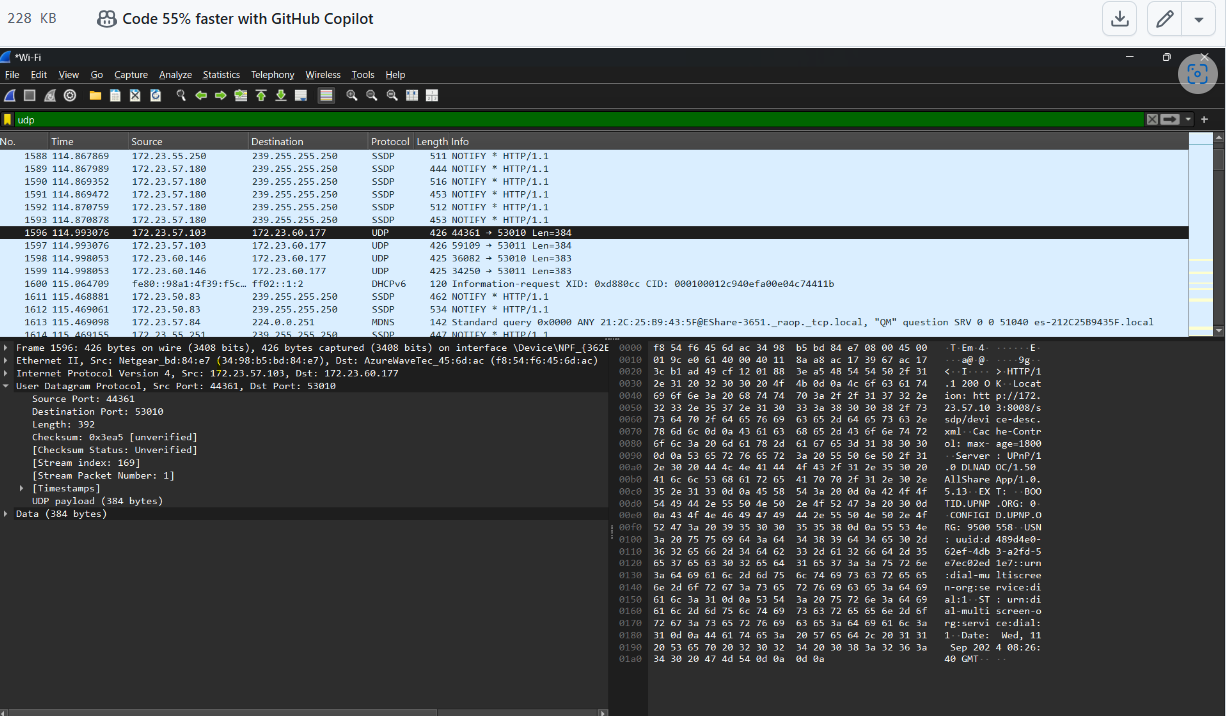 228 KB Code 55% faster with GitHub Copilot
*Wi-Fi
File Edit View Go Capture Analyze Statistics Telephony Wireless Tools Help
udp
No. Time Source Destination Protocol Length Info
1588 114.867869 172.23.55.250 239.255.255.250 SSDP 511 NOTIFY * HTTP/1.1
1589 114.867989 172.23.57.180 239.255.255.250 SSDP 444 NOTIFY * HTTP/1.1
1590 114.869352 172.23.57.180 239.255.255.250 SSDP 516 NOTIFY * HTTP/1.1
1591 114.869472 172.23.57.180 239.255.255.250 SSDP 453 NOTIFY * HTTP/1.1
1592 114.870759 172.23.57.180 239.255.255.250 SSDP 512 NOTIFY * HTTP/1.1
1593 114.870878 172.23.57.180 239.255.255.250 SSDP 453 NOTIFY * HTTP/1.1
1596 114.993076 172.23.57.103 172.23.60.177 UDP 426 44361 → 53010 Len=384
1597 114.993076 172.23.57.103 172.23.60.177 UDP 426 59109 → 53011 Len=384
1598 114.998053 172.23.60.146 172.23.60.177 UDP 425 36082 → 53010 Len=383
1599 114.998053 172.23.60.146 172.23.60.177 UDP 425 34250 → 53011 Len=383
1600 115.064709 fe80::98a1:4f39:f5c… ff02::1:2 DHCPv6 120 Information-request XID: 0xd880cc CID: 000100012c940efa00e04c74411b
1611 115.468881 172.23.50.83 239.255.255.250 SSDP 462 NOTIFY * HTTP/1.1
1612 115.469061 172.23.50.83 239.255.255.250 SSDP 534 NOTIFY * HTTP/1.1
1613 115.469098 172.23.57.84 224.0.0.251 MDNS 142 Standard query 0x0000 ANY 21:2C:25:B9:43:5F@EShare-3651._raop._tcp.local, "QM" question SRV 0 0 51040 es-212C25B9435F.local
1614 115.469155 172.23.55.251 239.255.255.250 SSDP 447 NOTIFY * HTTP/1.1
Frame 1596: 426 bytes on wire (3408 bits), 426 bytes captured (3408 bits) on interface \Device\NPF_{362E
Ethernet II, Src: Netgear_bd:84:e7 (34:98:b5:bd:84:e7), Dst: AzureWaveTec_45:6d:ac (f8:54:f6:45:6d:ac)
Internet Protocol Version 4, Src: 172.23.57.103, Dst: 172.23.60.177
User Datagram Protocol, Src Port: 44361, Dst Port: 53010
Source Port: 44361
Destination Port: 53010
Length: 392
Checksum: 0x3ea5 [unverified]
[Checksum Status: Unverified]
[Stream index: 169]
[Stream Packet Number: 1]
[Timestamps]
UDP payload (384 bytes)
Data (384 bytes)
0000 f8 54 f6 45 6d ac 34 98 b5 bd 84 e7 08 00 45 00 ·T·Em·4· ······E·
0010 01 9c e0 61 40 00 40 11 8a a8 ac 17 39 67 ac 17 ···a@·@· ····9g··
0020 3c b1 ad 49 cf 12 01 88 3e a5 48 54 54 50 2f 31 <··I···· >·HTTP/1
0030 2e 31 20 32 30 30 20 4f 4b 0d 0a 4c 6f 63 61 74 .1 200 O K··Locat
0040 69 6f 6e 3a 20 68 74 74 70 3a 2f 2f 31 37 32 2e ion: htt p://172.
0050 32 33 2e 35 37 2e 31 30 33 3a 38 30 30 38 2f 73 23.57.10 3:8008/s
0060 73 64 70 2f 64 65 76 69 63 65 2d 64 65 73 63 2e sdp/devi ce-desc.
0070 78 6d 6c 0d 0a 43 61 63 68 65 2d 43 6f 6e 74 72 xml··Cac he-Contr
0080 6f 6c 3a 20 6d 61 78 2d 61 67 65 3d 31 38 30 30 ol: max- age=1800
0090 0d 0a 53 65 72 76 65 72 3a 20 55 50 6e 50 2f 31 ··Server : UPnP/1
00a0 2e 30 20 44 4c 4e 41 44 4f 43 2f 31 2e 35 30 20 .0 DLNAD OC/1.50
00b0 41 6c 6c 53 68 61 72 65 41 70 70 2f 31 2e 30 2e AllShare App/1.0.
00c0 35 2e 31 33 0d 0a 45 58 54 3a 20 0d 0a 42 4f 4f 5.13··EX T: ··BOO
00d0 54 49 44 2e 55 50 4e 50 2e 4f 52 47 3a 20 30 0d TID.UPNP .ORG: 0·
00e0 0a 43 4f 4e 46 49 47 49 44 2e 55 50 4e 50 2e 4f ·CONFIGI D.UPNP.O
00f0 52 47 3a 20 39 35 30 30 35 35 38 0d 0a 55 53 4e RG: 9500 558··USN
0100 3a 20 75 75 69 64 3a 64 34 38 39 64 34 65 30 2d : uuid:d 489d4e0-
0110 36 32 65 66 2d 34 64 62 33 2d 61 32 66 64 2d 35 62ef-4db 3-a2fd-5
0120 65 37 65 63 30 32 65 64 31 65 37 3a 3a 75 72 6e e7ec02ed 1e7::urn
0130 3a 64 69 61 6c 2d 6d 75 6c 74 69 73 63 72 65 65 :dial-mu ltiscree
0140 6e 2d 6f 72 67 3a 73 65 72 76 69 63 65 3a 64 69 n-org:se rvice:di
0150 61 6c 3a 31 0d 0a 53 54 3a 20 75 72 6e 3a 64 69 al:1··ST : urn:di
0160 61 6c 2d 6d 75 6c 74 69 73 63 72 65 65 6e 2d 6f al-multi screen-o
0170 72 67 3a 73 65 72 76 69 63 65 3a 64 69 61 6c 3a rg:servi ce:dial:
0180 31 0d 0a 44 61 74 65 3a 20 57 65 64 2c 20 31 31 1··Date: Wed, 11
0190 20 53 65 70 20 32 30 32 34 20 30 38 3a 32 36 3a Sep 202 4 08:26:
01a0 34 30 20 47 4d 54 0d 0a 0d 0a 40 GMT·· ··